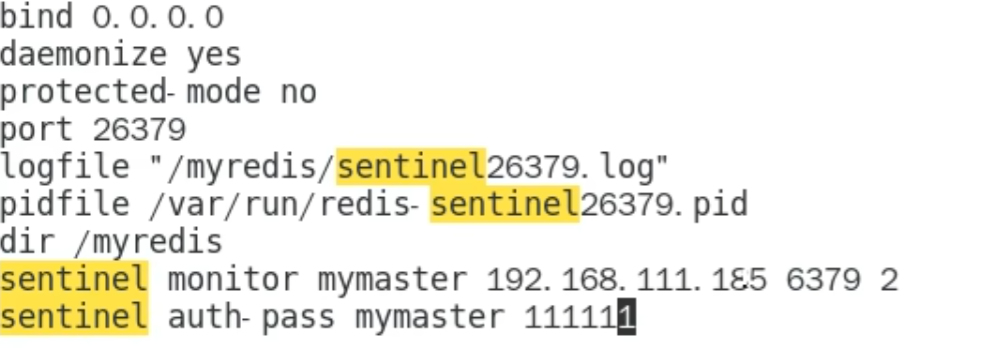 bind 0.0.0.0
daemonize yes
protected-mode no
port 26379
logfile "/myredis/sentinel26379.log"
pidfile /var/run/redis-sentinel26379.pid
dir /myredis
sentinel monitor mymaster 192.168.111.185 6379 2
sentinel auth-pass mymaster 111111